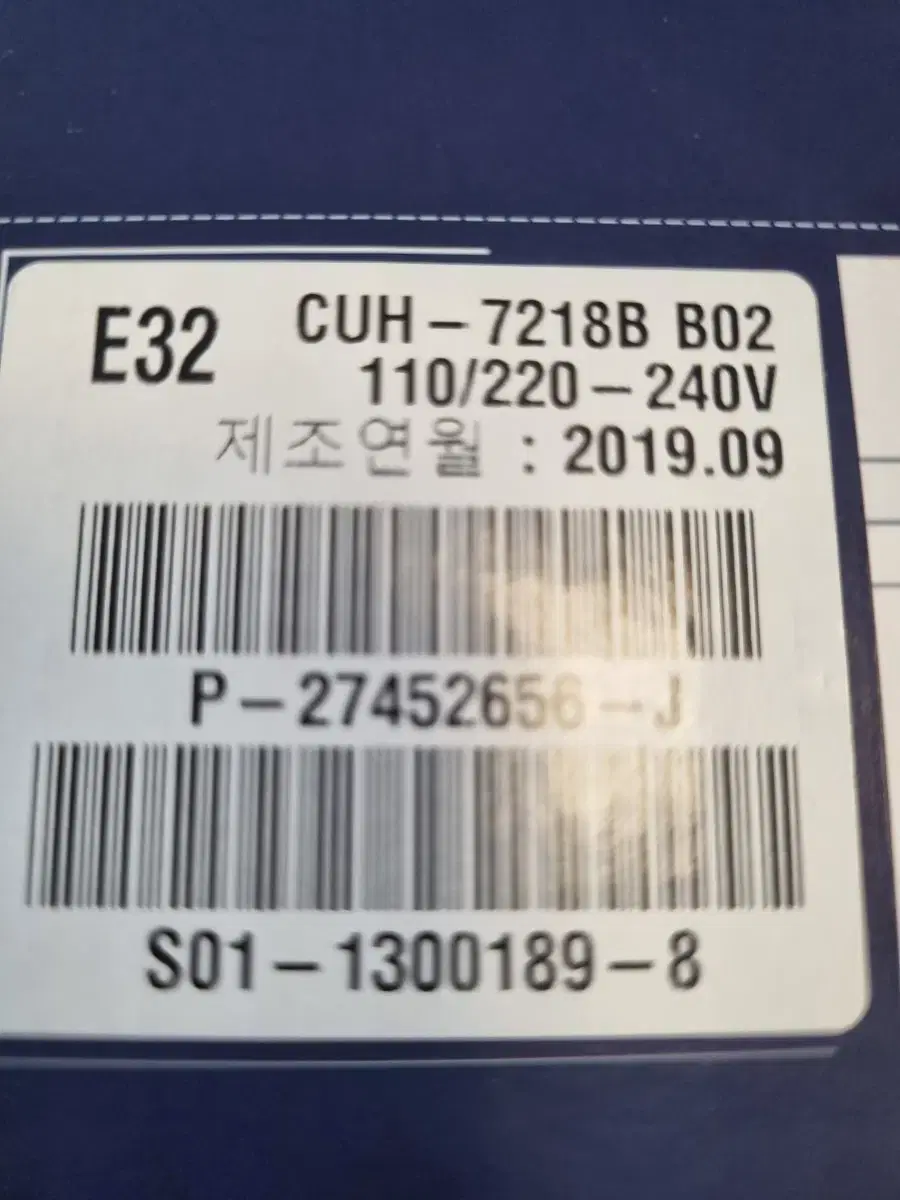 E32
CUH-7218B B02
110/220-240V
제조연월 : 2019.09
P-27452656-J
S01-1300189-8